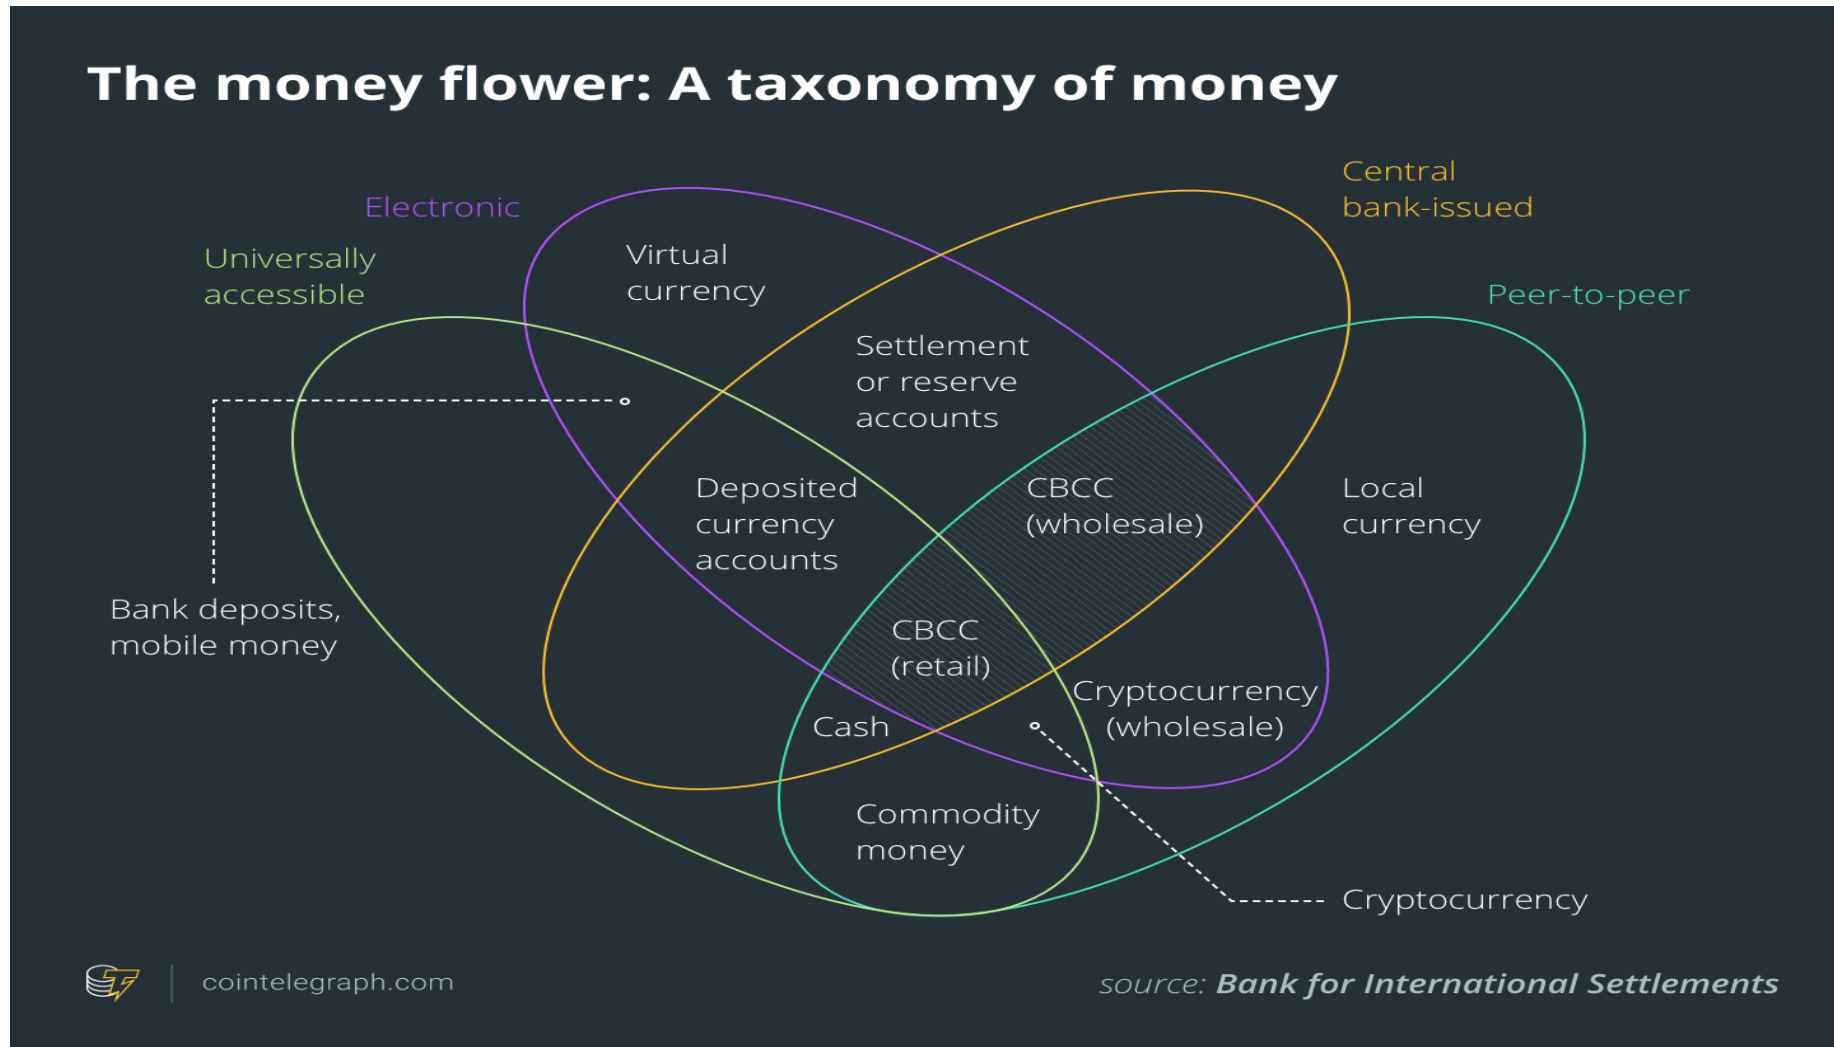 The money flower: A taxonomy of money
Central
bank-issued
Electronic
Universally
accessible
Peer-to-peer
Virtual
currency
Settlement
or reserve
accounts
Deposited
currency
accounts
CBCC
(wholesale)
Local
currency
Bank deposits,
mobile money
CBCC
(retail)
Cryptocurrency
(wholesale)
Cash
Commodity
money
Cryptocurrency
cointelegraph.com
source: Bank for International Settlements